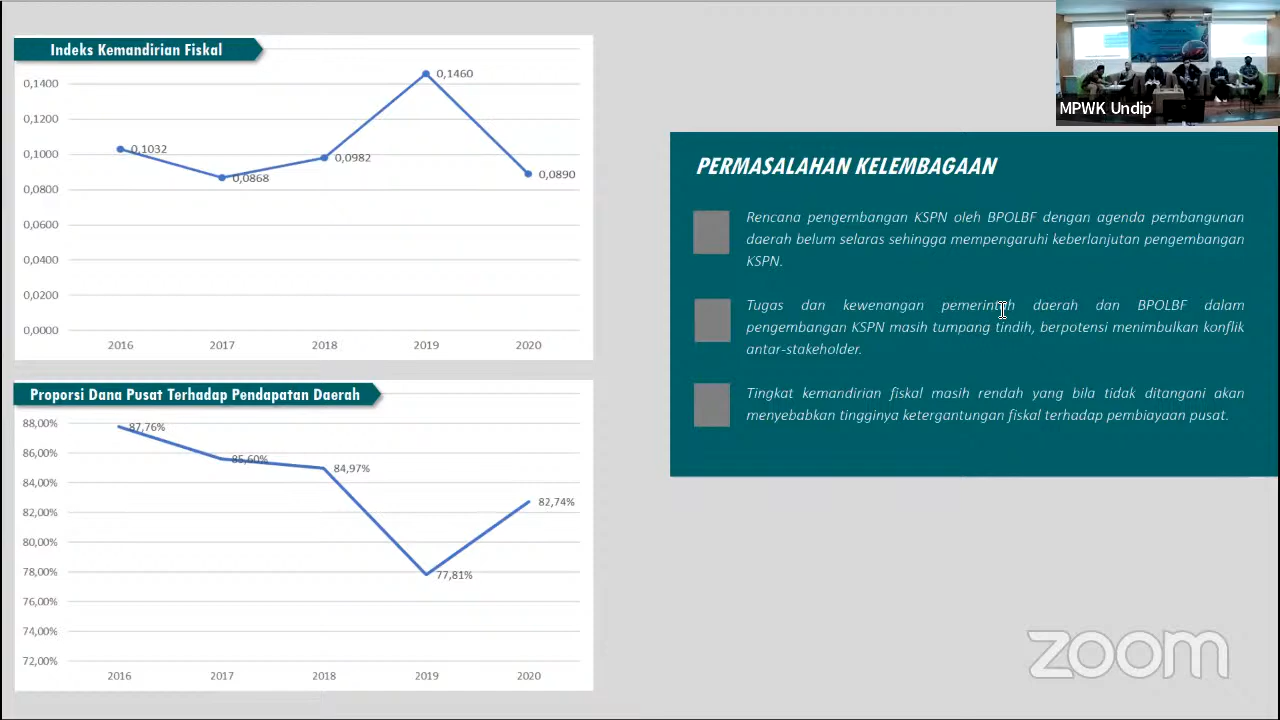 Indeks Kemandirian Fiskal
0,1400
0,1200
0,1000
0,0800
0,0600
0,0400
0,0200
0,0000
0,1032
0,0868
0,0982
0,1460
0,0890
2016 2017 2018 2019 2020
Proporsi Dana Pusat Terhadap Pendapatan Daerah
88,00%
86,00%
84,00%
82,00%
80,00%
78,00%
76,00%
74,00%
72,00%
87,76%
85,60%
84,97%
77,81%
82,74%
2016 2017 2018 2019 2020
MPWK Undip
PERMASALAHAN KELEMBAGAAN
Rencana pengembangan KSPN oleh BPOLBF dengan agenda pembangunan
daerah belum selaras sehingga mempengaruhi keberlanjutan pengembangan
KSPN.
Tugas dan kewenangan pemerintah daerah dan BPOLBF dalam
pengembangan KSPN masih tumpang tindih, berpotensi menimbulkan konflik
antar-stakeholder.
Tingkat kemandirian fiskal masih rendah yang bila tidak ditangani akan
menyebabkan tingginya ketergantungan fiskal terhadap pembiayaan pusat.
zoom